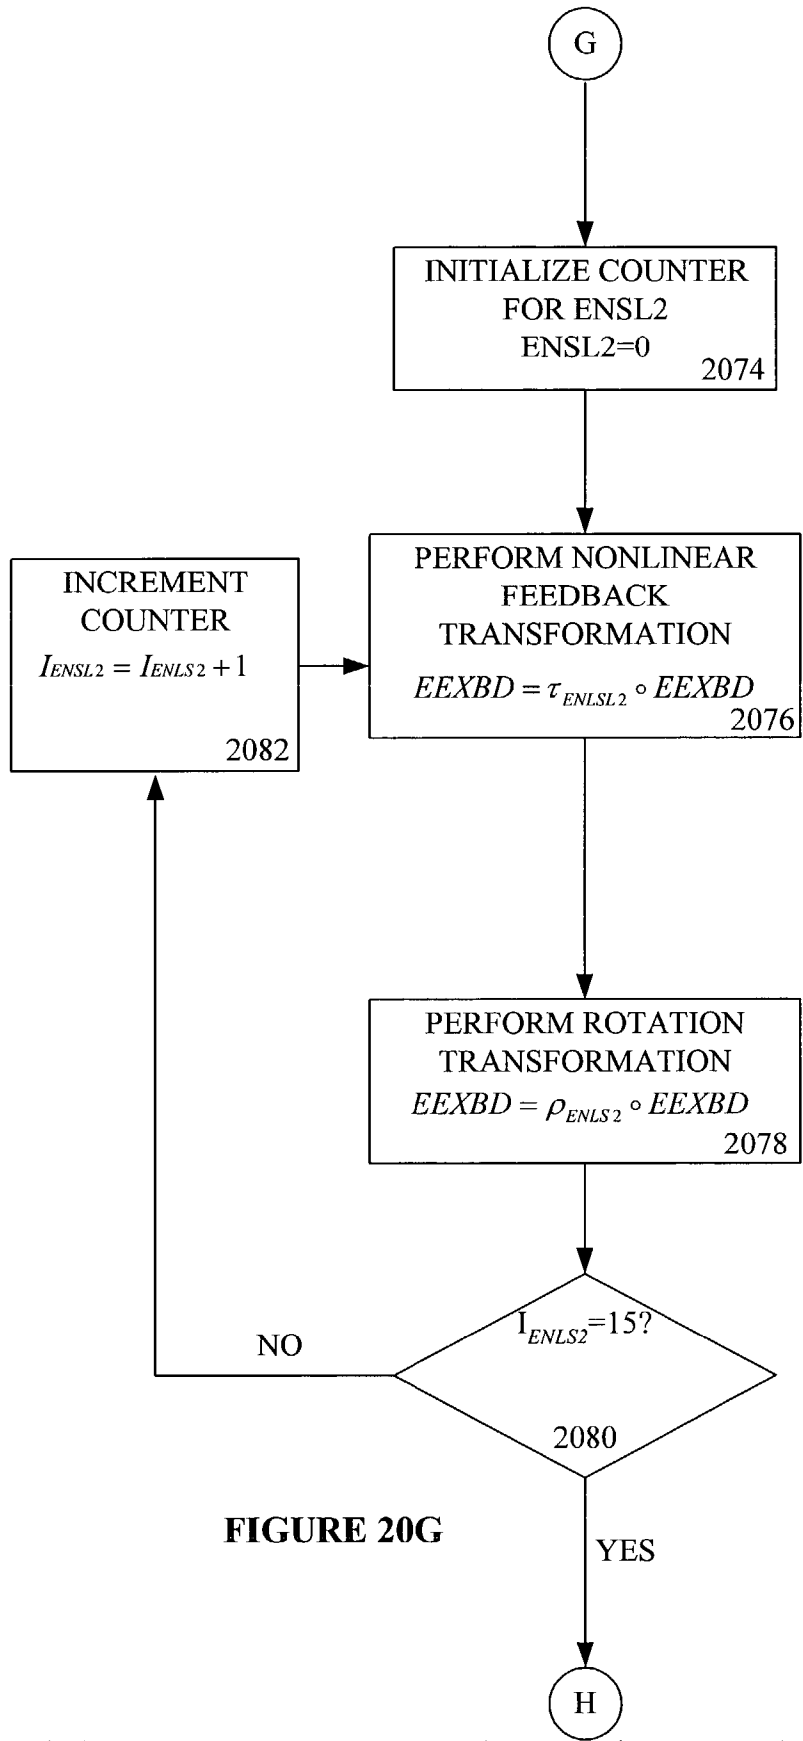 G
INITIALIZE COUNTER
FOR ENSL2
ENSL2=0
2074
PERFORM NONLINEAR
FEEDBACK
TRANSFORMATION
EEXBD = τ_ENLSL2 ∘ EEXBD
2076
INCREMENT
COUNTER
I_ENSL2 = I_ENLS2 + 1
2082
PERFORM ROTATION
TRANSFORMATION
EEXBD = ρ_ENLS2 ∘ EEXBD
2078
I_ENLS2=15?
NO
2080
FIGURE 20G
YES
H